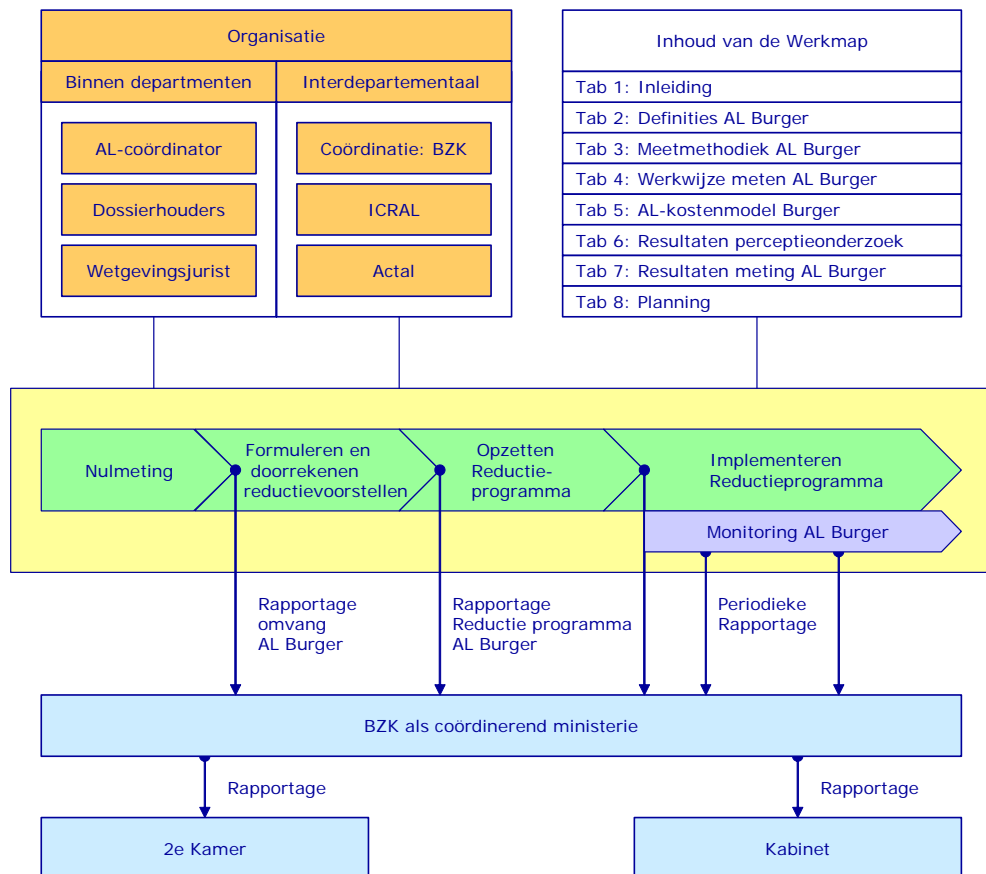 Organisatie
Binnen departmenten
Interdepartementaal
AL-coördinator
Dossierhouders
Wetgevingsjurist
Coördinatie: BZK
ICRAL
Actal
Inhoud van de Werkmap
Tab 1: Inleiding
Tab 2: Definities AL Burger
Tab 3: Meetmethodiek AL Burger
Tab 4: Werkwijze meten AL Burger
Tab 5: AL-kostenmodel Burger
Tab 6: Resultaten perceptieonderzoek
Tab 7: Resultaten meting AL Burger
Tab 8: Planning
Nulmeting
Formuleren en
doorrekenen
reductievoorstellen
Opzetten
Reductie-
programma
Implementeren
Reductieprogramma
Monitoring AL Burger
Rapportage
omvang
AL Burger
Rapportage
Reductie programma
AL Burger
Periodieke
Rapportage
BZK als coördinerend ministerie
Rapportage
Rapportage
2e Kamer
Kabinet